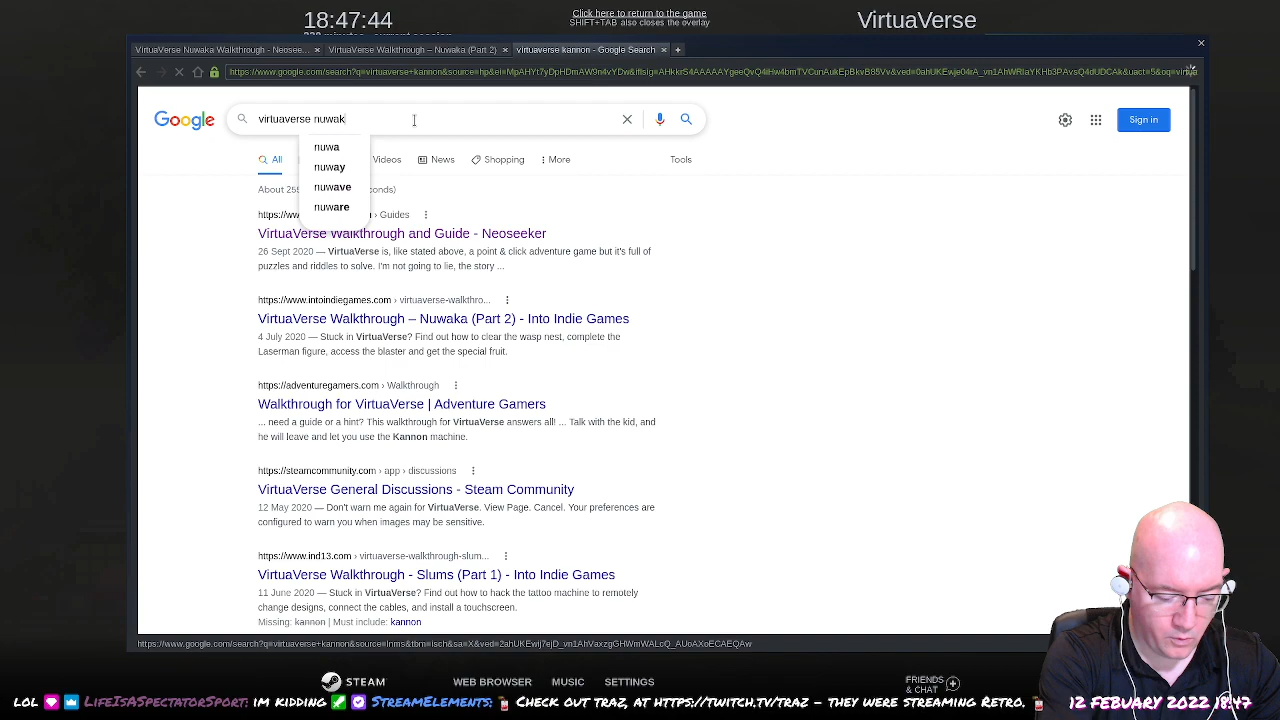 18:47:44
Click here to return to the game
SHIFT+TAB also closes the overlay
VirtuaVerse
VirtuaVerse Nuwaka Walkthrough - Neosee...
VirtuaVerse Walkthrough – Nuwaka (Part 2)
virtuaverse kannon - Google Search
Google
virtuaverse nuwak
Sign in
nuwa
nuway
nuwave
nuware
All
Videos
News
Shopping
More
Tools
› Guides
VirtuaVerse Walkthrough and Guide - Neoseeker
26 Sept 2020 — VirtuaVerse is, like stated above, a point & click adventure game but it's full of
puzzles and riddles to solve. I'm not going to lie, the story ...
https://www.intoindiegames.com › virtuaverse-walkthro...
VirtuaVerse Walkthrough – Nuwaka (Part 2) - Into Indie Games
4 July 2020 — Stuck in VirtuaVerse? Find out how to clear the wasp nest, complete the
Laserman figure, access the blaster and get the special fruit.
https://adventuregamers.com › Walkthrough
Walkthrough for VirtuaVerse | Adventure Gamers
... need a guide or a hint? This walkthrough for VirtuaVerse answers all! ... Talk with the kid, and
he will leave and let you use the Kannon machine.
https://steamcommunity.com › app › discussions
VirtuaVerse General Discussions - Steam Community
12 May 2020 — Don't warn me again for VirtuaVerse. View Page. Cancel. Your preferences are
configured to warn you when images may be sensitive.
https://www.ind13.com › virtuaverse-walkthrough-slum...
VirtuaVerse Walkthrough - Slums (Part 1) - Into Indie Games
11 June 2020 — Stuck in VirtuaVerse? Find out how to hack the tattoo machine to remotely
change designs, connect the cables, and install a touchscreen.
Missing: kannon | Must include: kannon
STEAM
WEB BROWSER
MUSIC
SETTINGS
FRIENDS
& CHAT
LOL LifeIsASpectatorSport: im kidding StreamElements: Check out traz, at https://twitch.tv/traz - they were streaming Retro.
12 Febuary 2022 18:47